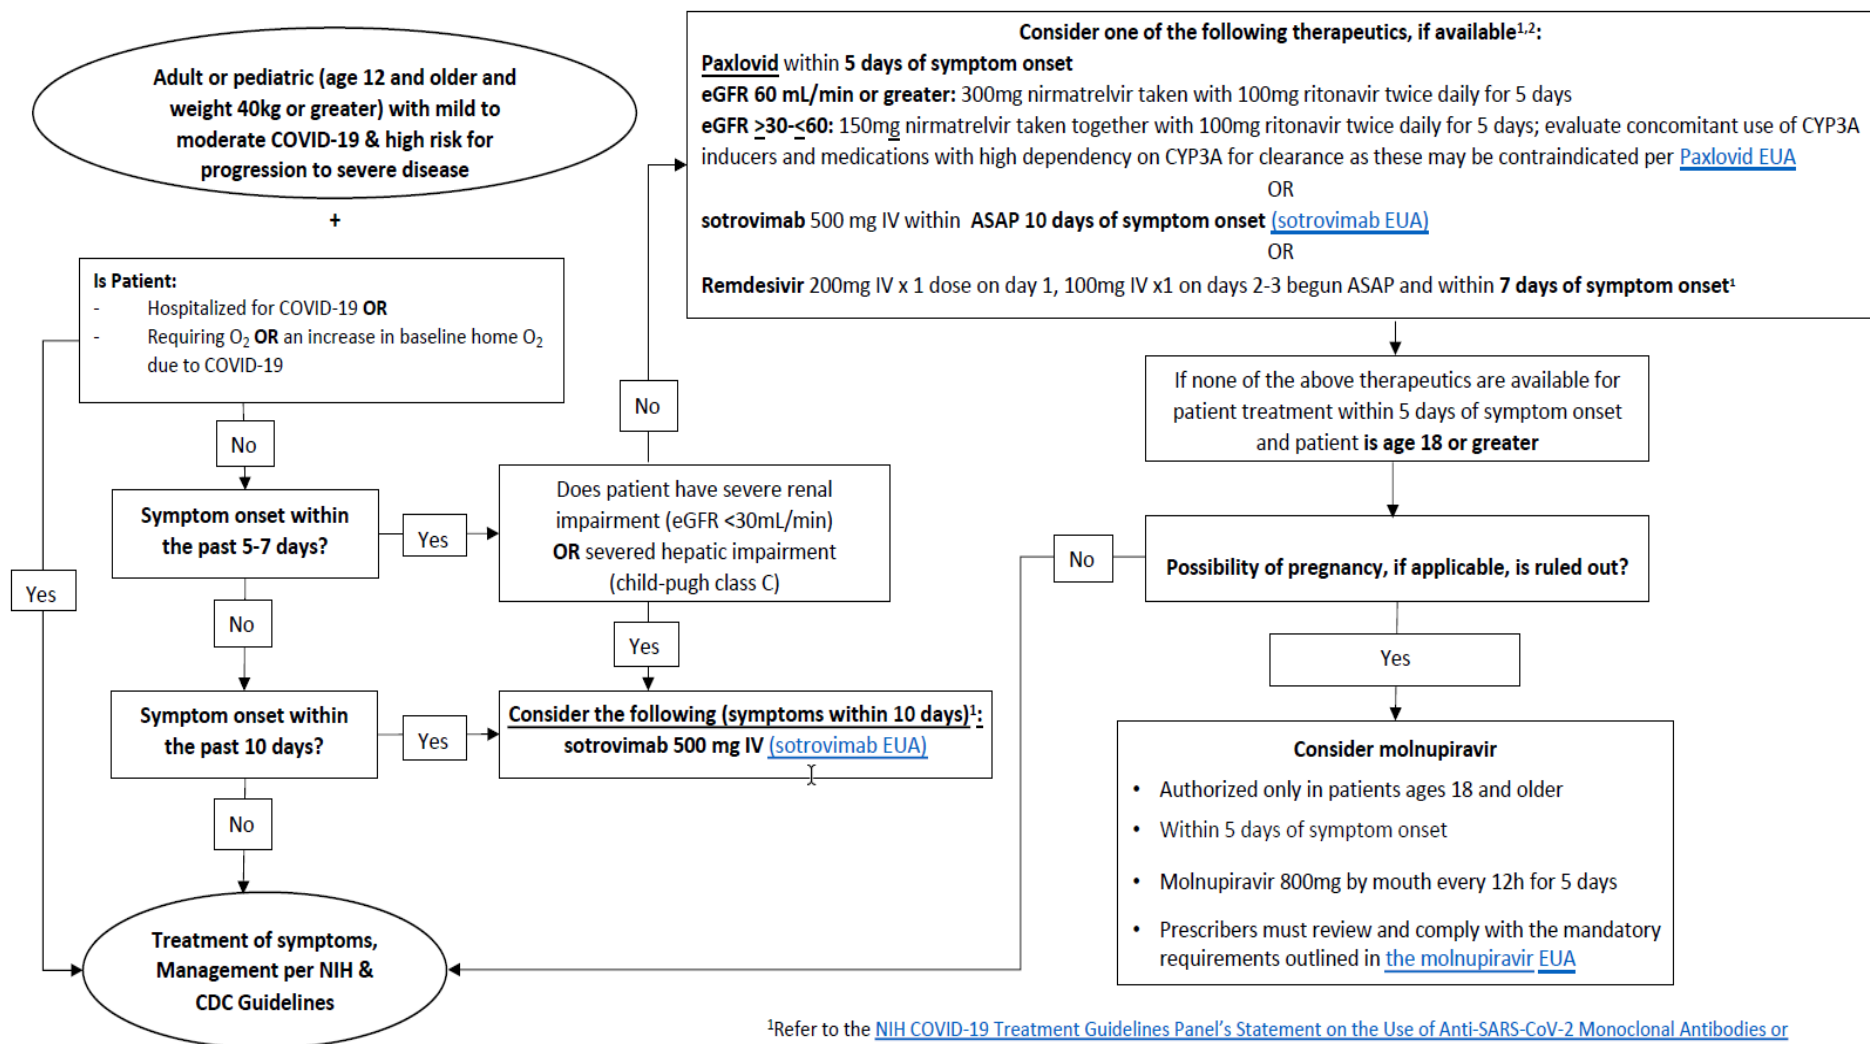 Adult or pediatric (age 12 and older and
weight 40kg or greater) with mild to
moderate COVID-19 & high risk for
progression to severe disease
+
Is Patient:
- Hospitalized for COVID-19 OR
- Requiring O₂ OR an increase in baseline home O₂
due to COVID-19
No
Yes
Symptom onset within
the past 5-7 days?
Yes
No
Does patient have severe renal
impairment (eGFR <30mL/min)
OR severed hepatic impairment
(child-pugh class C)
No
Yes
Symptom onset within
the past 10 days?
Yes
No
Consider the following (symptoms within 10 days)¹:
sotrovimab 500 mg IV (sotrovimab EUA)
Treatment of symptoms,
Management per NIH &
CDC Guidelines
Consider one of the following therapeutics, if available¹,²:
Paxlovid within 5 days of symptom onset
eGFR 60 mL/min or greater: 300mg nirmatrelvir taken with 100mg ritonavir twice daily for 5 days
eGFR >30-<60: 150mg nirmatrelvir taken together with 100mg ritonavir twice daily for 5 days; evaluate concomitant use of CYP3A
inducers and medications with high dependency on CYP3A for clearance as these may be contraindicated per Paxlovid EUA
OR
sotrovimab 500 mg IV within ASAP 10 days of symptom onset (sotrovimab EUA)
OR
Remdesivir 200mg IV x 1 dose on day 1, 100mg IV x1 on days 2-3 begun ASAP and within 7 days of symptom onset¹
If none of the above therapeutics are available for
patient treatment within 5 days of symptom onset
and patient is age 18 or greater
Possibility of pregnancy, if applicable, is ruled out?
No
Yes
Consider molnupiravir
• Authorized only in patients ages 18 and older
• Within 5 days of symptom onset
• Molnupiravir 800mg by mouth every 12h for 5 days
• Prescribers must review and comply with the mandatory
requirements outlined in the molnupiravir EUA
¹Refer to the NIH COVID-19 Treatment Guidelines Panel's Statement on the Use of Anti-SARS-CoV-2 Monoclonal Antibodies or